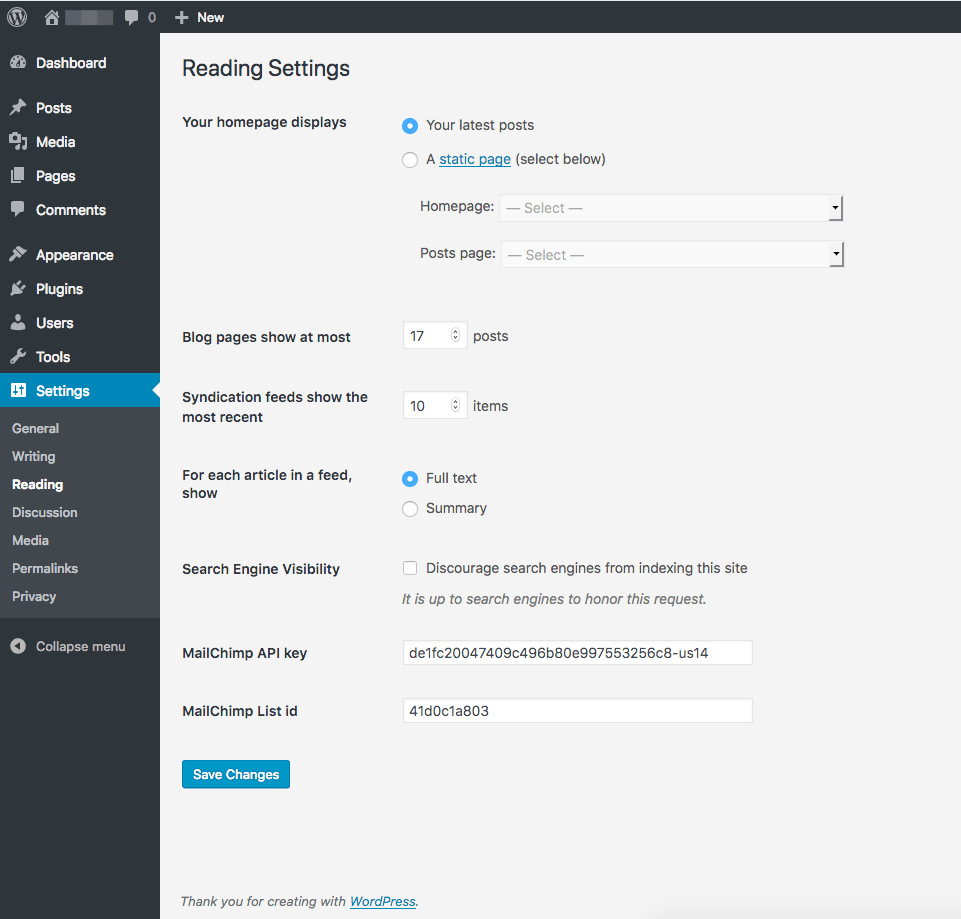 0 New
Dashboard
Posts
Media
Pages
Comments
Appearance
Plugins
Users
Tools
Settings
General
Writing
Reading
Discussion
Media
Permalinks
Privacy
Collapse menu
Reading Settings
Your homepage displays
Your latest posts
A static page (select below)
Homepage: — Select —
Posts page: — Select —
Blog pages show at most
17 posts
Syndication feeds show the
most recent
10 items
For each article in a feed,
show
Full text
Summary
Search Engine Visibility
Discourage search engines from indexing this site
It is up to search engines to honor this request.
MailChimp API key
de1fc20047409c496b80e997553256c8-us14
MailChimp List id
41d0c1a803
Save Changes
Thank you for creating with WordPress.